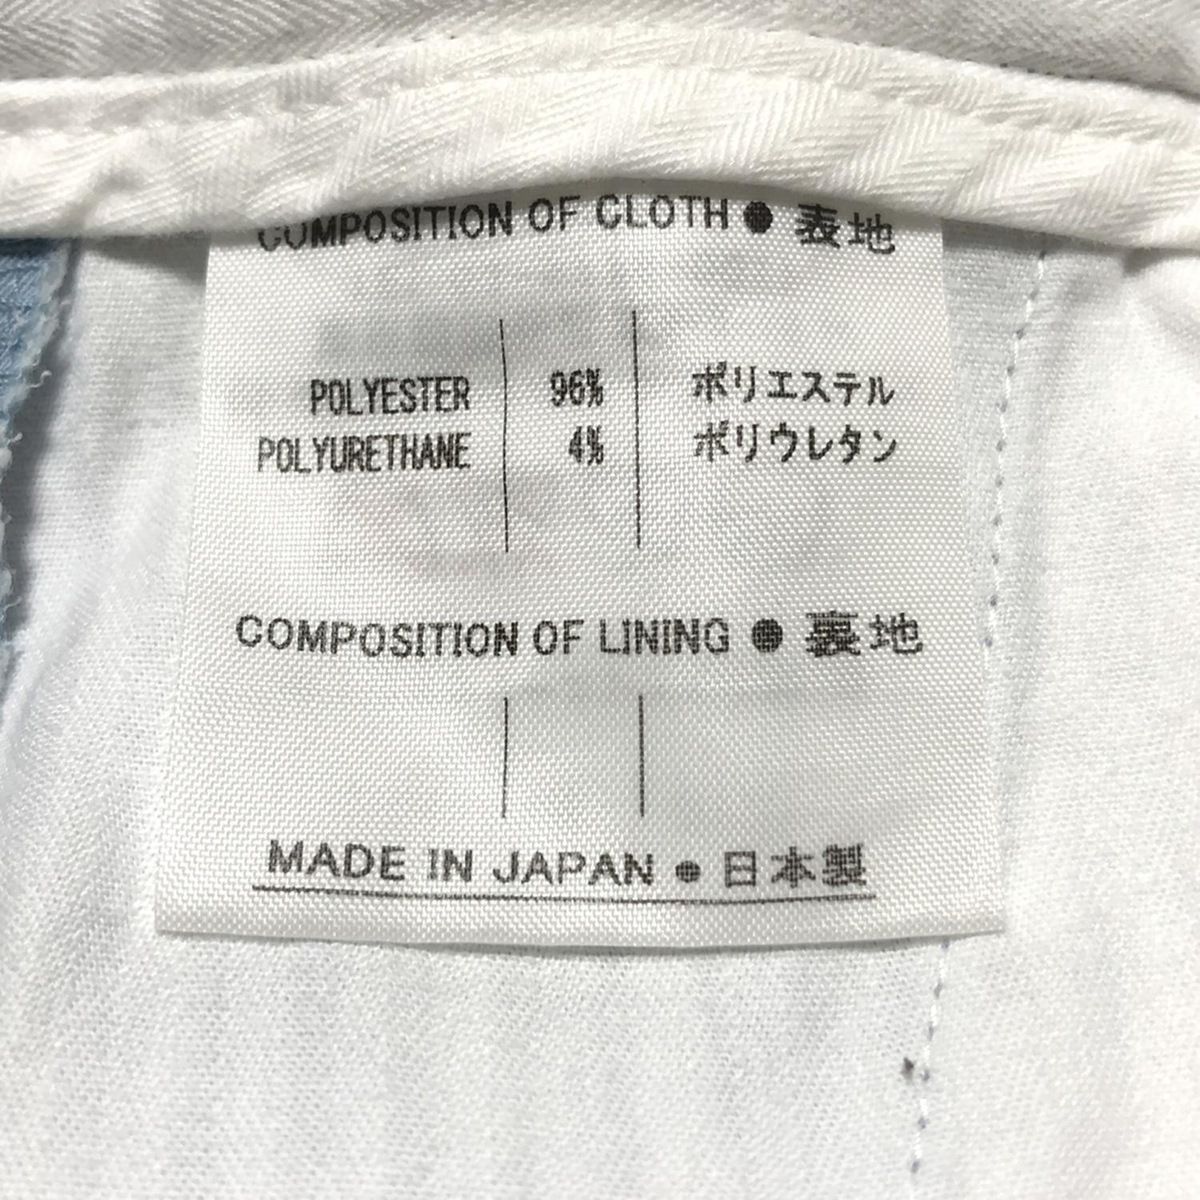 COMPOSITION OF CLOTH ● 表地
POLYESTER 96% ポリエステル
POLYURETHANE 4% ポリウレタン
COMPOSITION OF LINING ● 裏地
MADE IN JAPAN ● 日本製